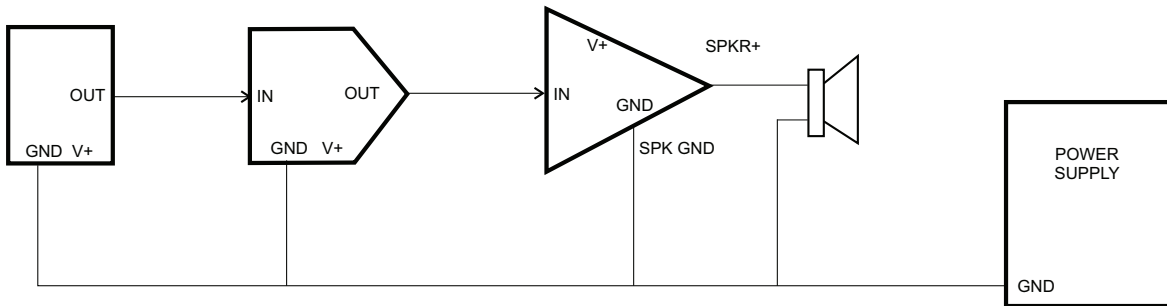 OUT
GND V+
IN
OUT
GND V+
V+
IN
GND
SPKR+
SPK GND
POWER
SUPPLY
GND